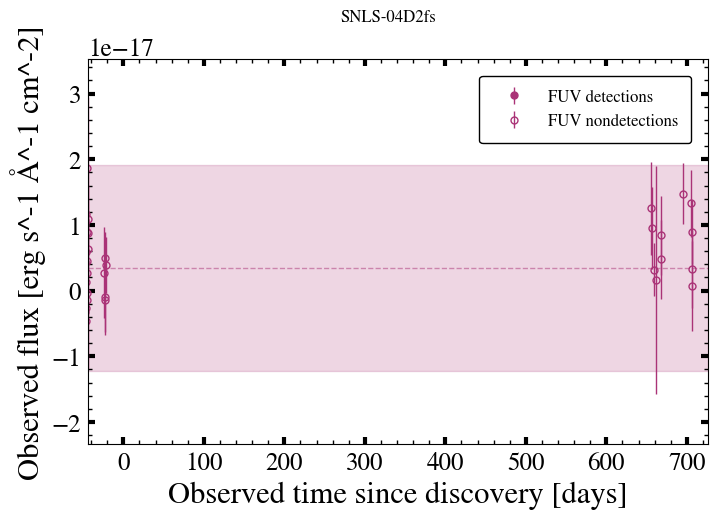 SNLS-04D2fs
1e−17
FUV detections
FUV nondetections
3
2
1
0
−1
−2
Observed flux [erg s^-1 Å^-1 cm^-2]
0 100 200 300 400 500 600 700
Observed time since discovery [days]